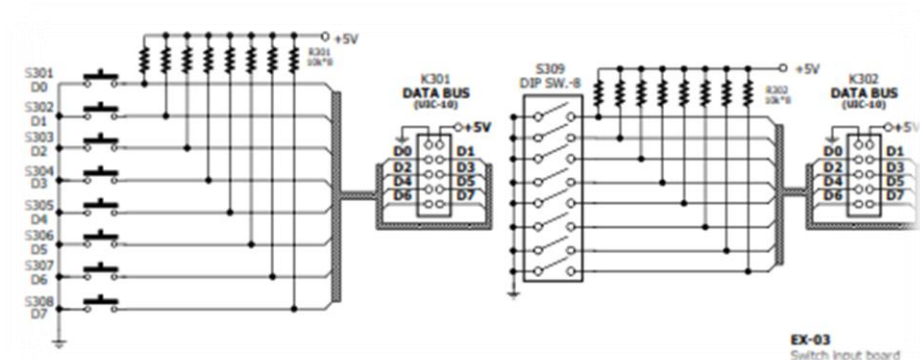 +5V
R301
10k*8
S301
D0
S302
D1
S303
D2
S304
D3
S305
D4
S306
D5
S307
D6
S308
D7
K301
DATA BUS
(UIC-10)
+5V
D0 D1
D2 D3
D4 D5
D6 D7
S309
DIP SW.-8
+5V
R302
10k*8
K302
DATA BUS
(UIC-10)
+5V
D0 D1
D2 D3
D4 D5
D6 D7
EX-03
Switch input board